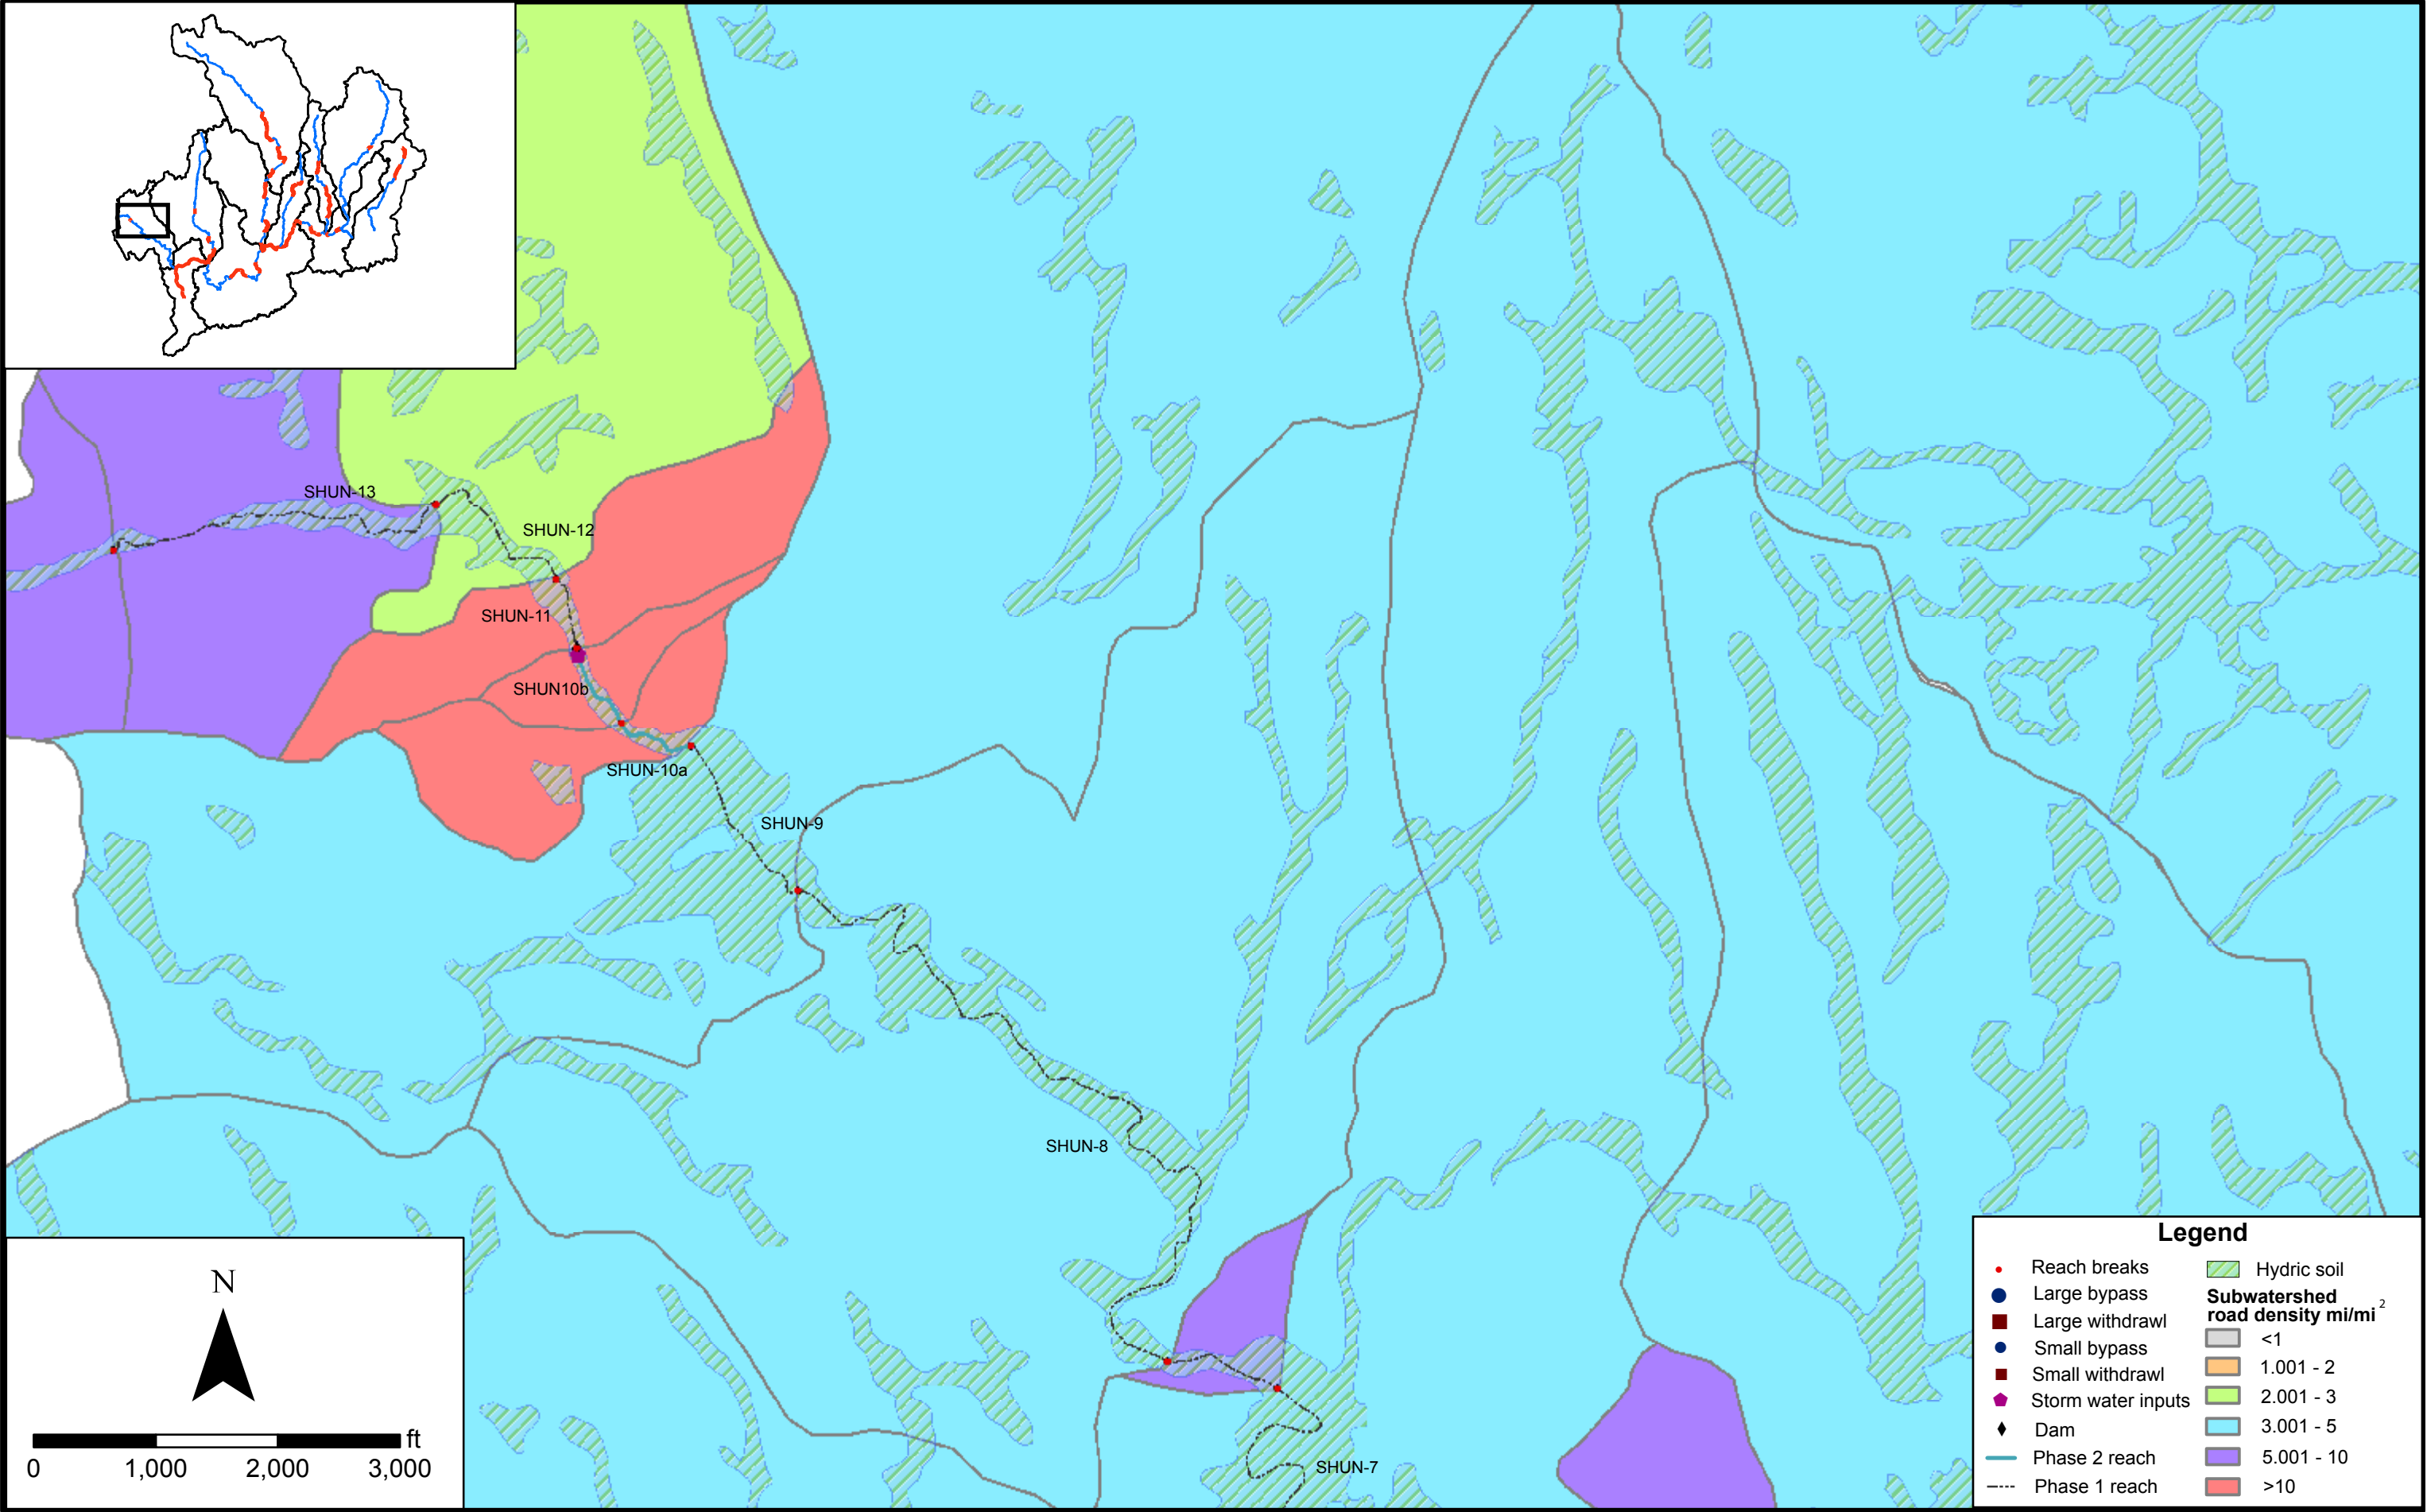 SHUN-13
SHUN-12
SHUN-11
SHUN10b
SHUN-10a
SHUN-9
SHUN-8
SHUN-7
N
ft
0 1,000 2,000 3,000
Legend
Reach breaks
Large bypass
Large withdrawl
Small bypass
Small withdrawl
Storm water inputs
Dam
Phase 2 reach
Phase 1 reach
Hydric soil
Subwatershed
road density mi/mi 2
<1
1.001 - 2
2.001 - 3
3.001 - 5
5.001 - 10
>10